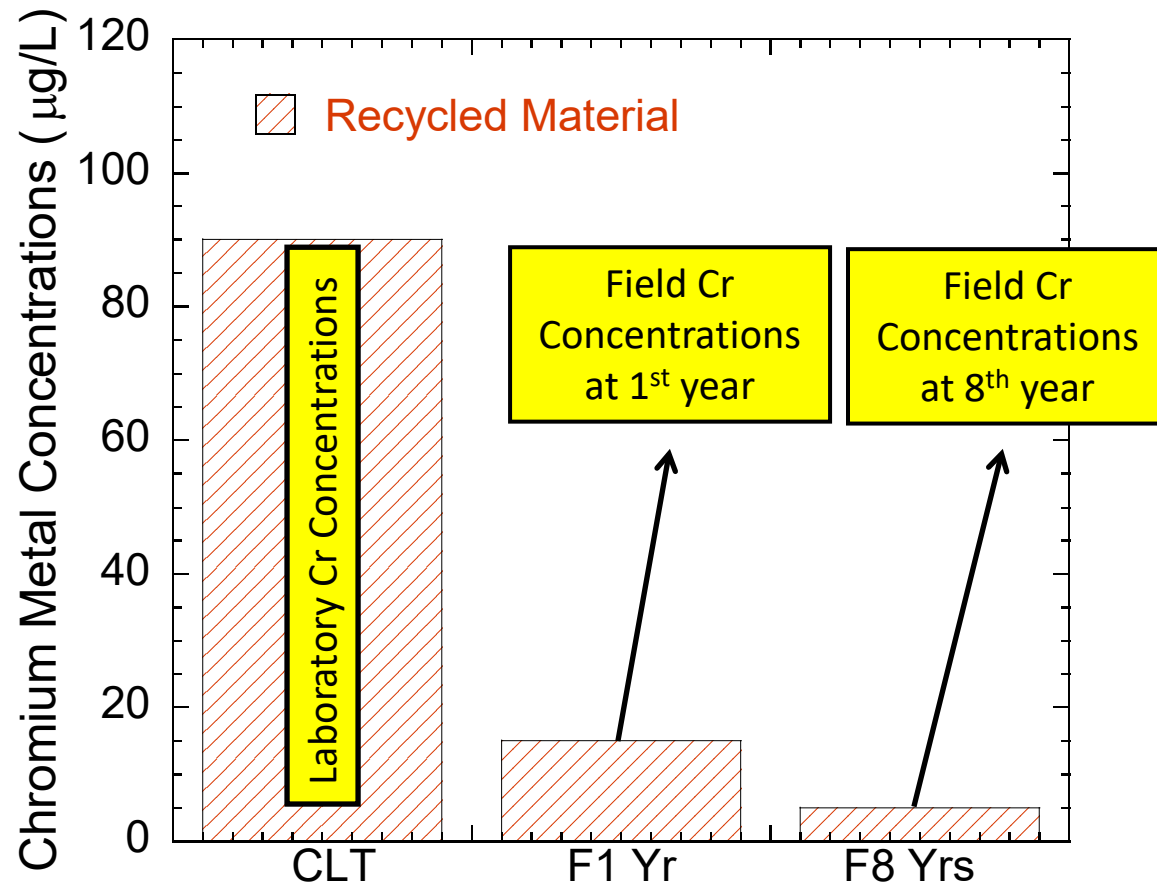 Chromium Metal Concentrations ( μg/L)
120
100
80
60
40
20
0
Recycled Material
Laboratory Cr Concentrations
Field Cr
Concentrations
at 1st year
Field Cr
Concentrations
at 8th year
CLT
F1 Yr
F8 Yrs